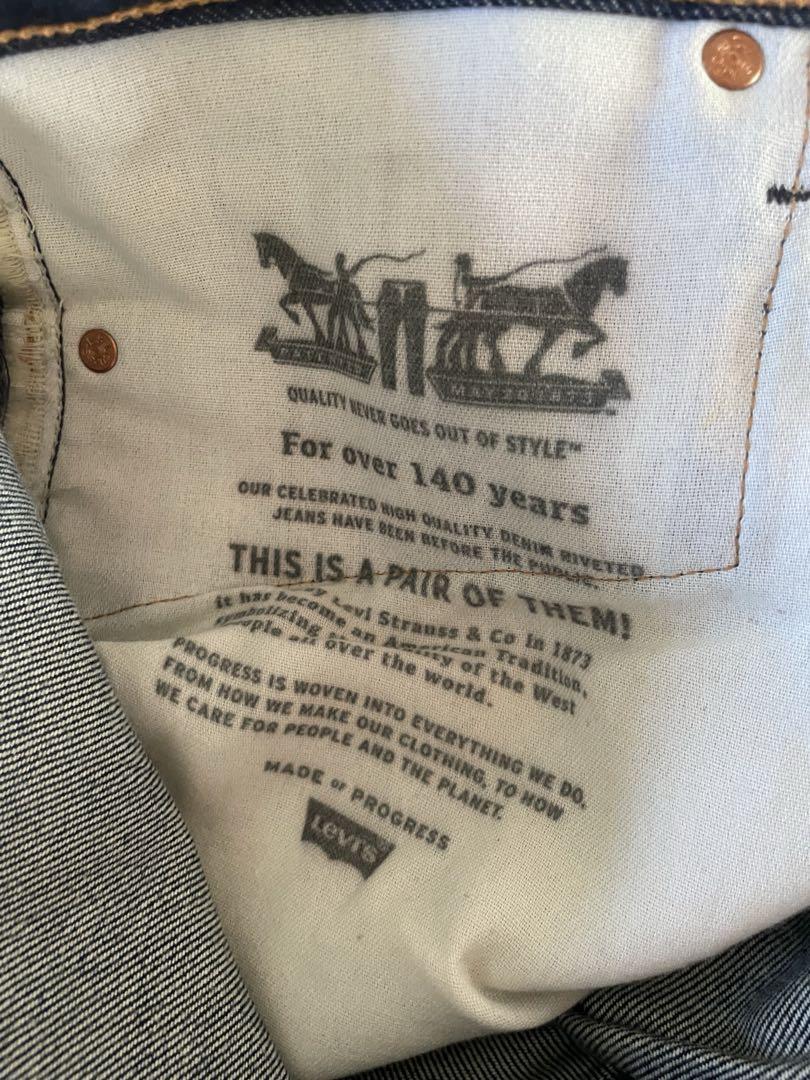 QUALITY NEVER GOES OUT OF STYLE™
For over 140 years
OUR CELEBRATED HIGH QUALITY DENIM RIVETED
JEANS HAVE BEEN BEFORE THE PUBLIC.
THIS IS A PAIR OF THEM!
by Levi Strauss & Co in 1873
it has become an American Tradition,
symbolizing of the West
all over the world.
PROGRESS IS WOVEN INTO EVERYTHING WE DO,
FROM HOW WE MAKE OUR CLOTHING, TO HOW
WE CARE FOR PEOPLE AND THE PLANET.
MADE OF PROGRESS
Levi's®